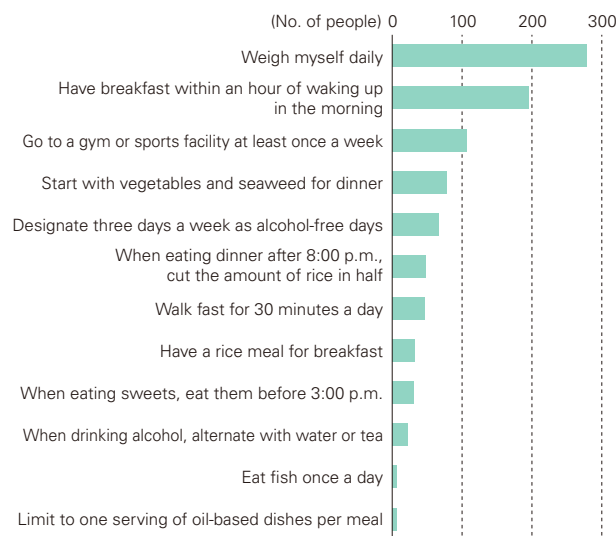 (No. of people) 0 100 200 300
Weigh myself daily
Have breakfast within an hour of waking up
in the morning
Go to a gym or sports facility at least once a week
Start with vegetables and seaweed for dinner
Designate three days a week as alcohol-free days
When eating dinner after 8:00 p.m.,
cut the amount of rice in half
Walk fast for 30 minutes a day
Have a rice meal for breakfast
When eating sweets, eat them before 3:00 p.m.
When drinking alcohol, alternate with water or tea
Eat fish once a day
Limit to one serving of oil-based dishes per meal